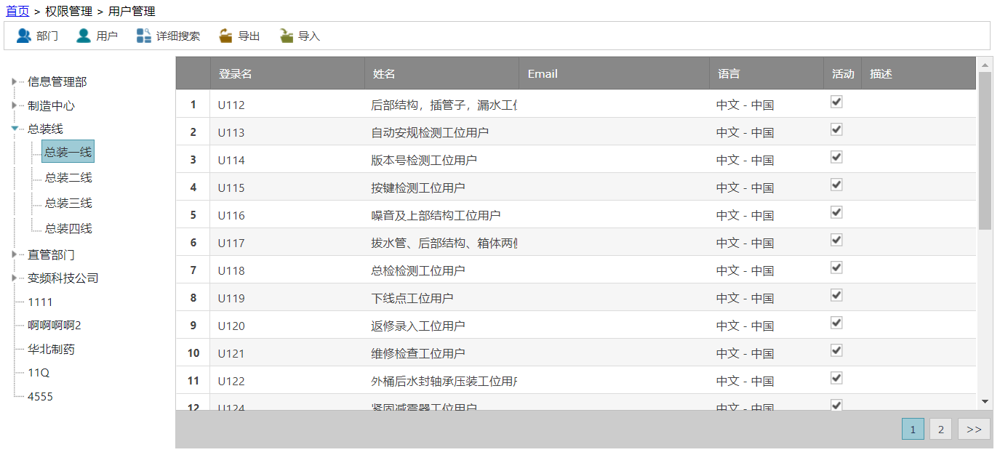 首页 > 权限管理 > 用户管理
部门 用户 详细搜索 导出 导入
信息管理部
制造中心
总装线
总装一线
总装二线
总装三线
总装四线
直管部门
变频科技公司
1111
啊啊啊啊2
华北制药
11Q
4555
登录名 姓名 Email 语言 活动 描述
1 U112 后部结构，插管子，漏水工位 中文 - 中国
2 U113 自动安规检测工位用户 中文 - 中国
3 U114 版本号检测工位用户 中文 - 中国
4 U115 按键检测工位用户 中文 - 中国
5 U116 噪音及上部结构工位用户 中文 - 中国
6 U117 拔水管、后部结构、箱体两侧 中文 - 中国
7 U118 总检检测工位用户 中文 - 中国
8 U119 下线点工位用户 中文 - 中国
9 U120 返修录入工位用户 中文 - 中国
10 U121 维修检查工位用户 中文 - 中国
11 U122 外桶后水封轴承压装工位用户 中文 - 中国
12 U124 紧固减震器工位用户 中文 - 中国
1 2 >>